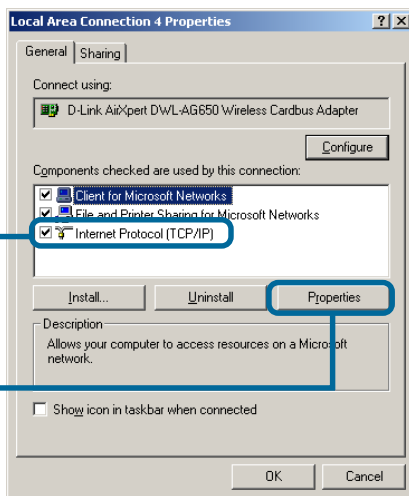 Local Area Connection 4 Properties
General
Sharing
Connect using:
D-Link AirXpert DWL-AG650 Wireless Cardbus Adapter
Configure
Components checked are used by this connection:
Client for Microsoft Networks
File and Printer Sharing for Microsoft Networks
Internet Protocol (TCP/IP)
Install...
Uninstall
Properties
Description
Allows your computer to access resources on a Microsoft
network.
Show icon in taskbar when connected
OK
Cancel